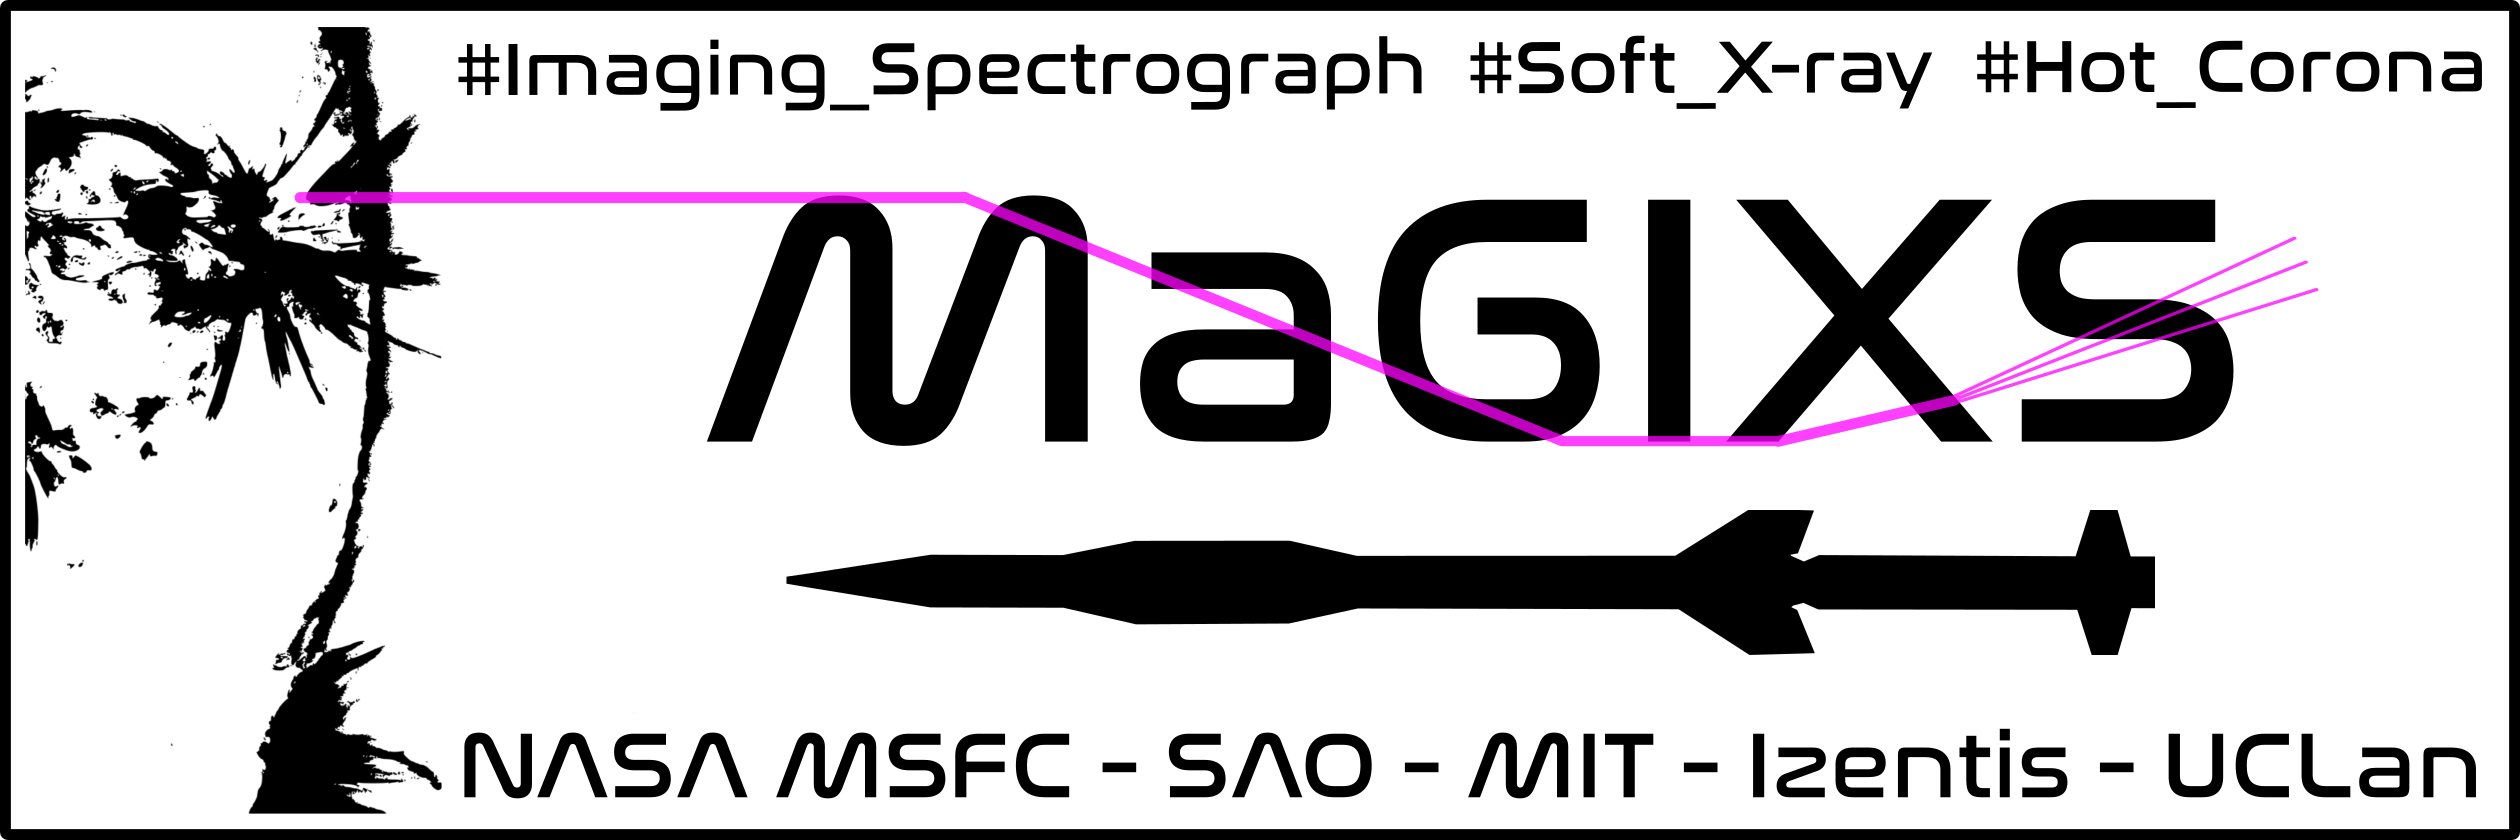 #Imaging_Spectrograph #Soft_X-ray #Hot_Corona
MaGIXS
NASA MSFC - SAO - MIT - Izentis - UCLan